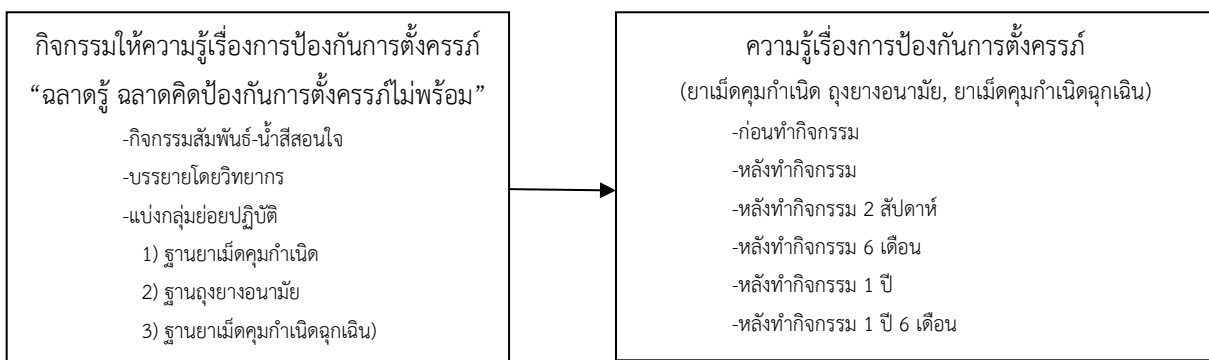 กิจกรรมให้ความรู้เรื่องการป้องกันการตั้งครรภ์
“ฉลาดรู้ ฉลาดคิดป้องกันการตั้งครรภ์ไม่พร้อม”
-กิจกรรมสัมพันธ์-น้ำสีสอนใจ
-บรรยายโดยวิทยากร
-แบ่งกลุ่มย่อยปฏิบัติ
1) ฐานยาเม็ดคุมกำเนิด
2) ฐานถุงยางอนามัย
3) ฐานยาเม็ดคุมกำเนิดฉุกเฉิน)
ความรู้เรื่องการป้องกันการตั้งครรภ์
(ยาเม็ดคุมกำเนิด ถุงยางอนามัย, ยาเม็ดคุมกำเนิดฉุกเฉิน)
-ก่อนทำกิจกรรม
-หลังทำกิจกรรม
-หลังทำกิจกรรม 2 สัปดาห์
-หลังทำกิจกรรม 6 เดือน
-หลังทำกิจกรรม 1 ปี
-หลังทำกิจกรรม 1 ปี 6 เดือน